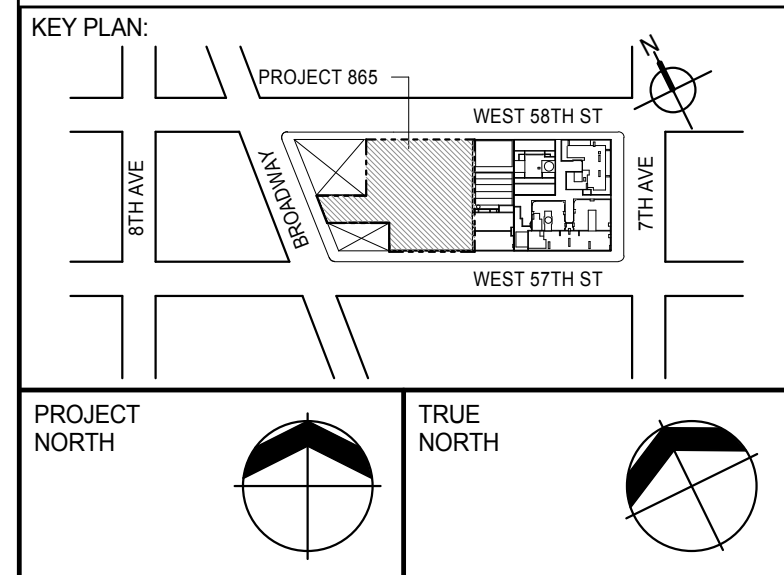 KEY PLAN:
N
PROJECT 865
WEST 58TH ST
8TH AVE
BROADWAY
7TH AVE
WEST 57TH ST
PROJECT
NORTH
TRUE
NORTH